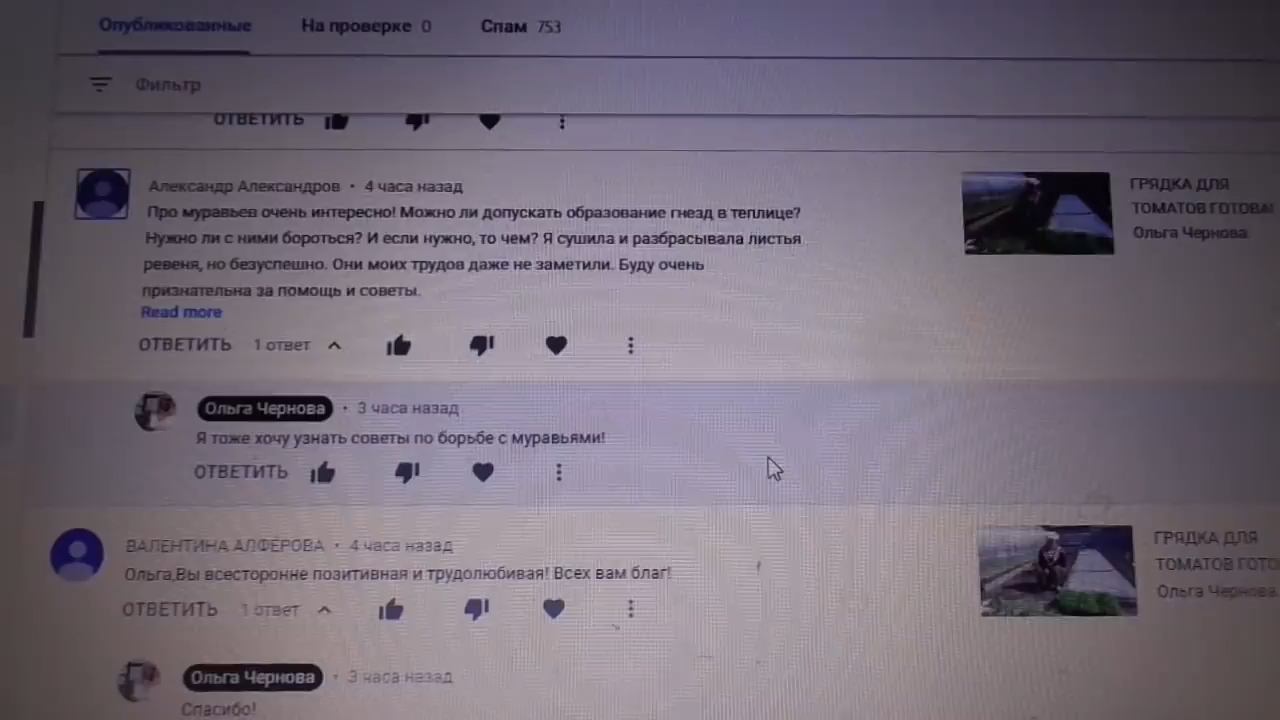 Опубликованные На проверке 0 Спам 753
Фильтр
ОТВЕТИТЬ
Александр Александров • 4 часа назад
Про муравьев очень интересно! Можно ли допускать образование гнезд в теплице?
Нужно ли с ними бороться? И если нужно, то чем? Я сушила и разбрасывала листья
ревеня, но безуспешно. Они моих трудов даже не заметили. Буду очень
признательна за помощь и советы.
Read more
ОТВЕТИТЬ 1 ответ
ГРЯДКА ДЛЯ
ТОМАТОВ ГОТОВА!
Ольга Чернова
Ольга Чернова • 3 часа назад
Я тоже хочу узнать советы по борьбе с муравьями!
ОТВЕТИТЬ
ВАЛЕНТИНА АЛФЁРОВА • 4 часа назад
Ольга,Вы всесторонне позитивная и трудолюбивая! Всех вам благ!
ОТВЕТИТЬ 1 ответ
ГРЯДКА ДЛЯ
ТОМАТОВ ГОТО
Ольга Чернова
Ольга Чернова • 3 часа назад
Спасибо!